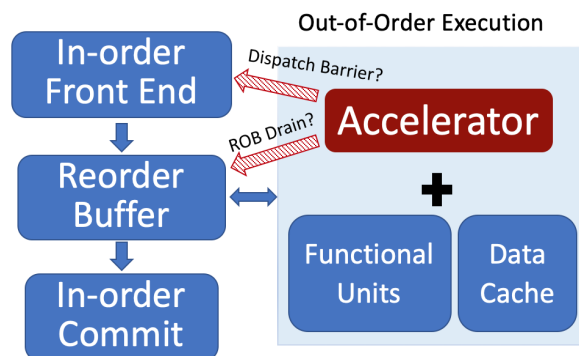 Out-of-Order Execution
In-order
Front End
Dispatch Barrier?
Accelerator
ROB Drain?
Reorder
Buffer
Functional
Units
Data
Cache
In-order
Commit